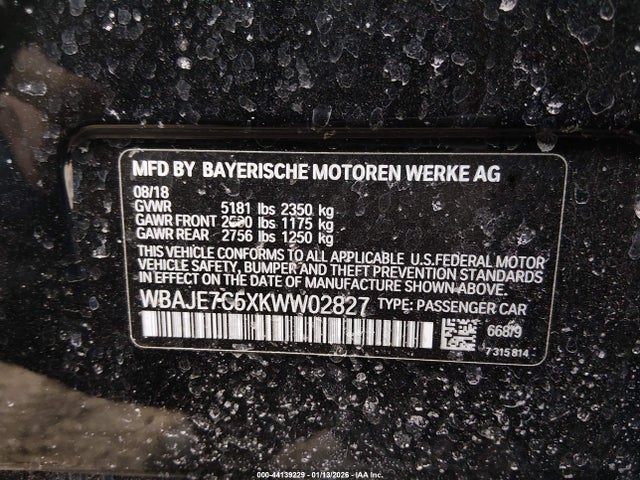 MFD BY BAYERISCHE MOTOREN WERKE AG
08/18
GVWR 5181 lbs 2350 kg
GAWR FRONT 2590 lbs 1175 kg
GAWR REAR 2756 lbs 1250 kg
THIS VEHICLE CONFORMS TO ALL APPLICABLE U.S.FEDERAL MOTOR
VEHICLE SAFETY, BUMPER AND THEFT PREVENTION STANDARDS
IN EFFECT ON THE DATE OF MANUFACTURE SHOWN ABOVE.
WBAJE7C5XKWW02827 TYPE: PASSENGER CAR
668/9
7 315 814
000-44139229 - 01/13/2026 - IAA Inc.